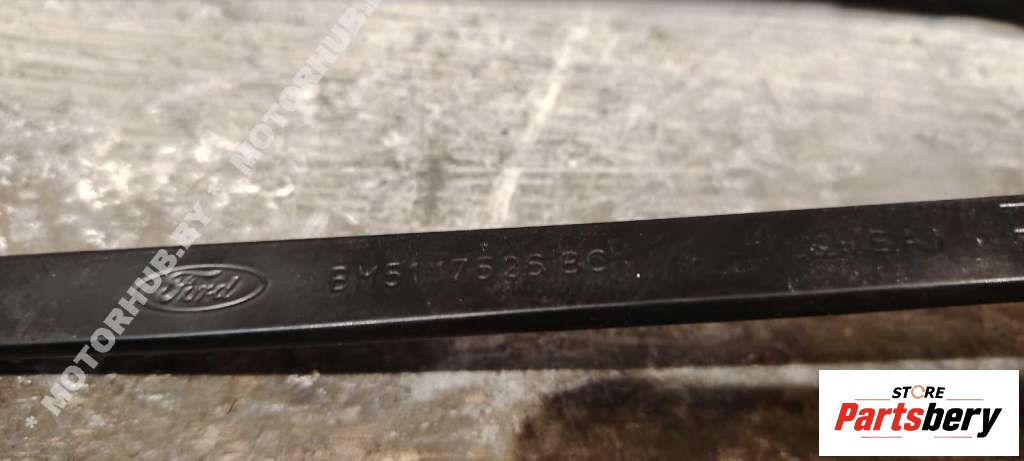 MOTORHUB.BY
MOTORHUB.BY
Ford
BM51 17526 BC
STORE
Partsbery